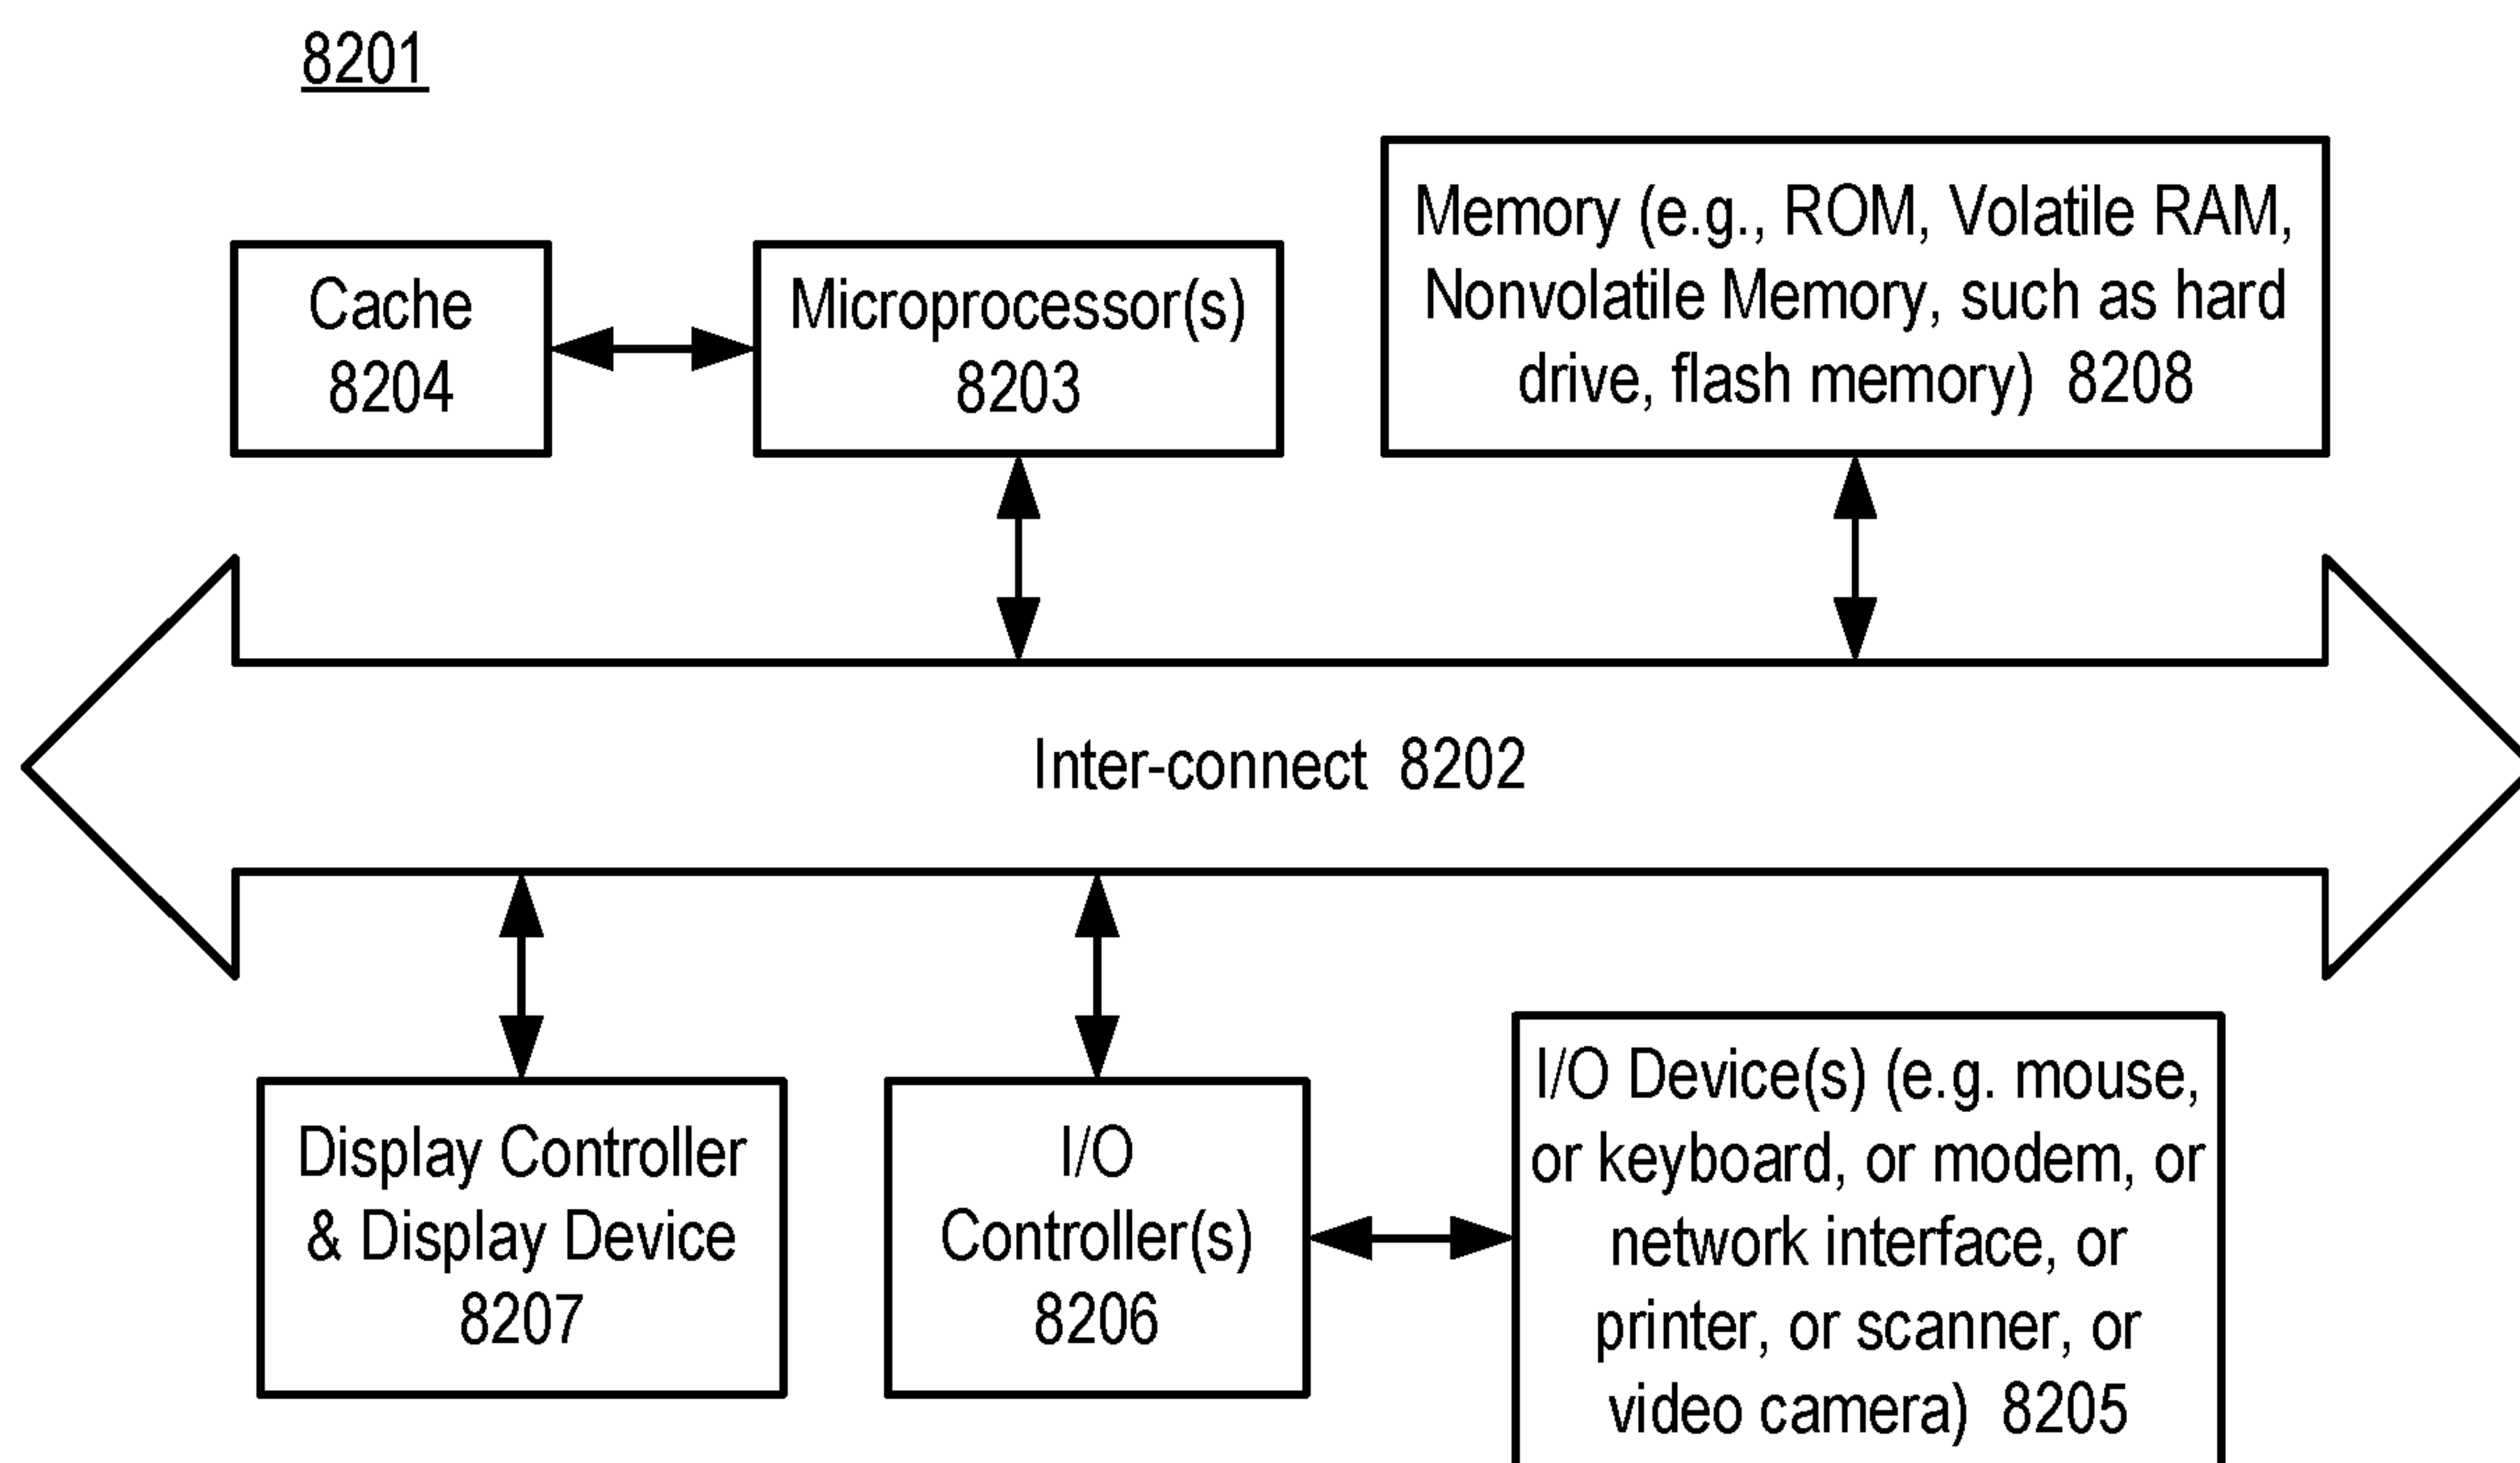 8201
Cache
8204
Microprocessor(s)
8203
Memory (e.g., ROM, Volatile RAM,
Nonvolatile Memory, such as hard
drive, flash memory) 8208
Inter-connect 8202
Display Controller
& Display Device
8207
I/O
Controller(s)
8206
I/O Device(s) (e.g. mouse,
or keyboard, or modem, or
network interface, or
printer, or scanner, or
video camera) 8205